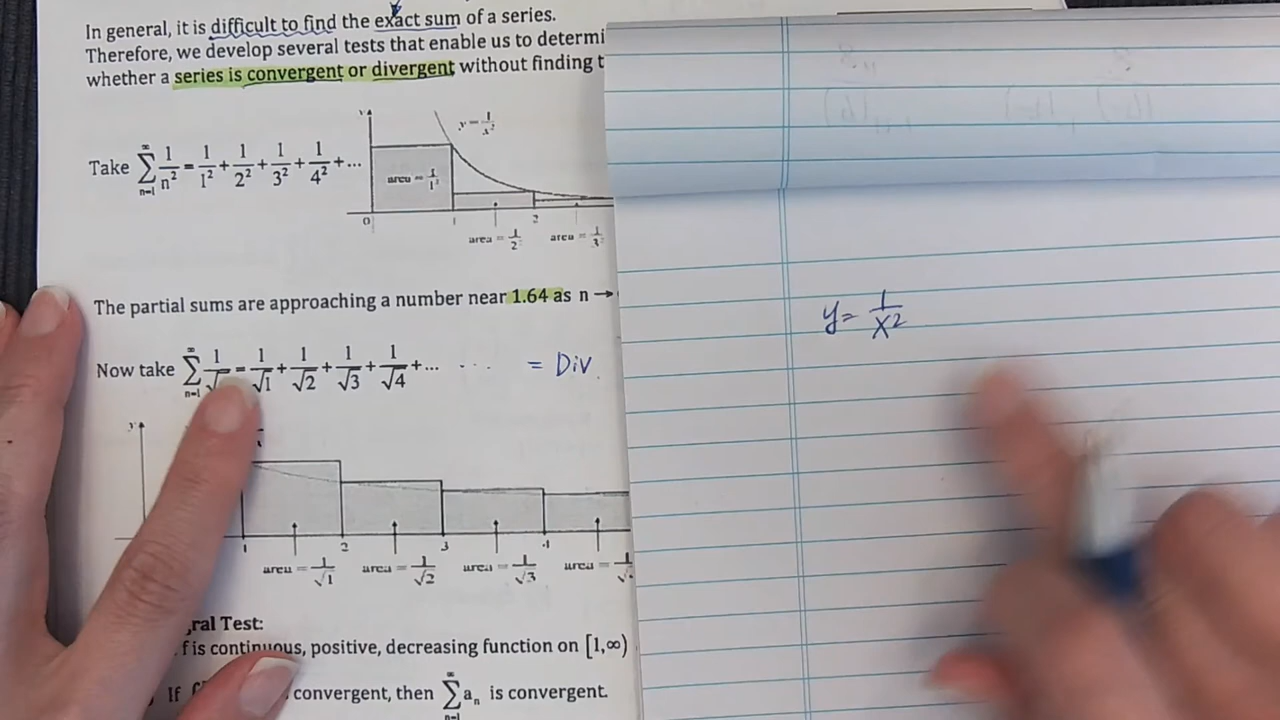 In general, it is difficult to find the exact sum of a series.
Therefore, we develop several tests that enable us to determi
whether a series is convergent or divergent without finding t
y = 1/x²
Take ∞ ∑ n=1 1/n² = 1/1² + 1/2² + 1/3² + 1/4² + ...
y
area = 1/1²
0 1 2
area = 1/2² area = 1/3
The partial sums are approaching a number near 1.64 as n →
y = 1/x²
Now take ∞ ∑ n=1 1/√ = 1/√1 + 1/√2 + 1/√3 + 1/√4 + ... ... = Div.
y
1 2 3 4
area = 1/√1 area = 1/√2 area = 1/√3 area = 1/√
ral Test:
f is continuous, positive, decreasing function on [1,∞)
If convergent, then ∞ ∑ n=1 aₙ is convergent.